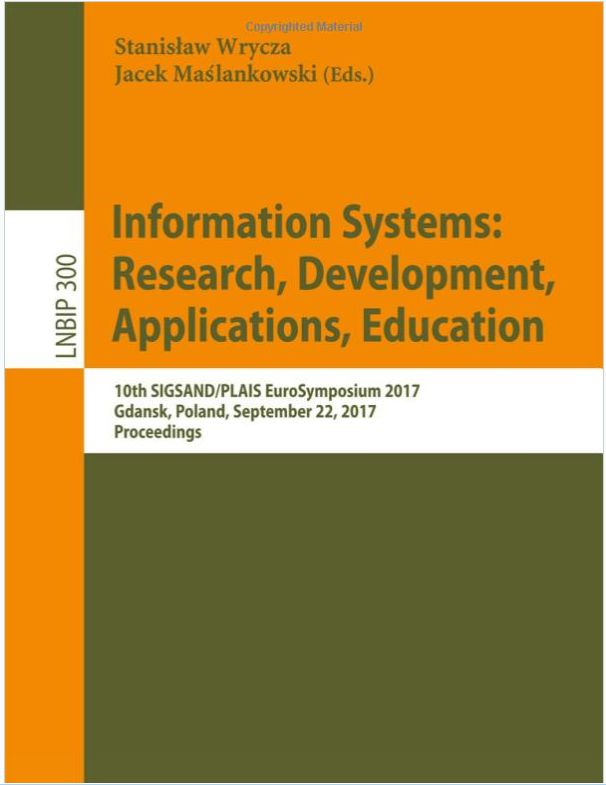 Copyrighted Material
Stanisław Wrycza
Jacek Maślankowski (Eds.)
Information Systems:
Research, Development,
Applications, Education
LNBIP 300
10th SIGSAND/PLAIS EuroSymposium 2017
Gdansk, Poland, September 22, 2017
Proceedings